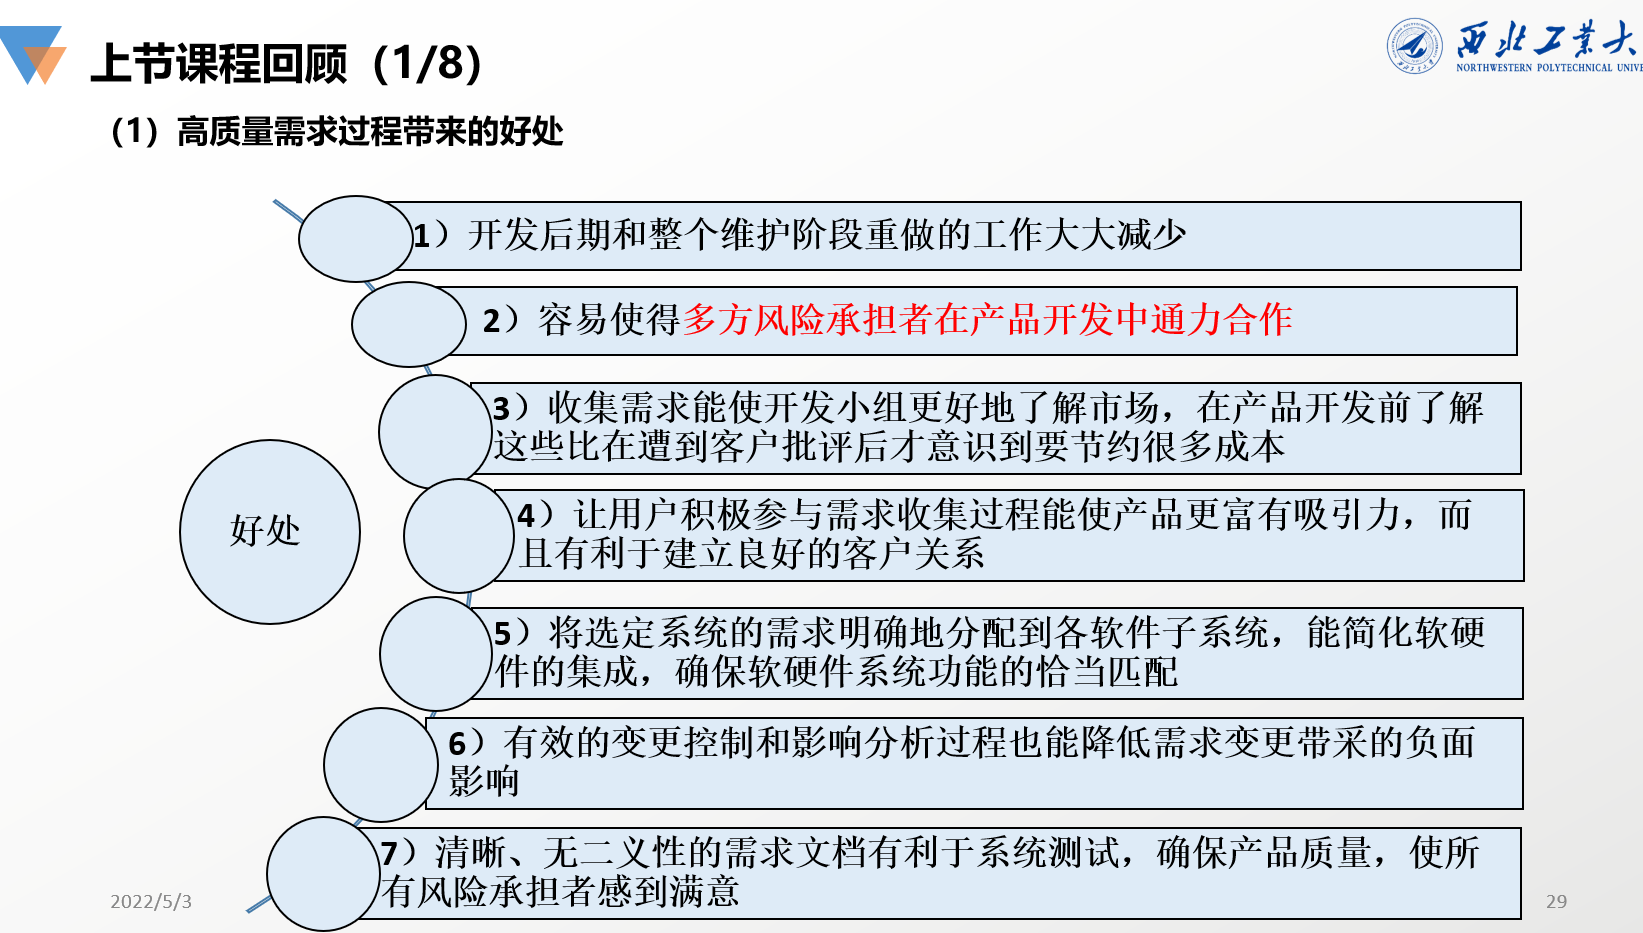 上节课程回顾（1/8）
西北工业大
NORTHWESTERN POLYTECHNICAL UNIVE
（1）高质量需求过程带来的好处
1）开发后期和整个维护阶段重做的工作大大减少
2）容易使得多方风险承担者在产品开发中通力合作
3）收集需求能使开发小组更好地了解市场，在产品开发前了解
这些比在遭到客户批评后才意识到要节约很多成本
4）让用户积极参与需求收集过程能使产品更富有吸引力，而
且有利于建立良好的客户关系
好处
5）将选定系统的需求明确地分配到各软件子系统，能简化软硬
件的集成，确保软硬件系统功能的恰当匹配
6）有效的变更控制和影响分析过程也能降低需求变更带采的负面
影响
7）清晰、无二义性的需求文档有利于系统测试，确保产品质量，使所
有风险承担者感到满意
2022/5/3
29